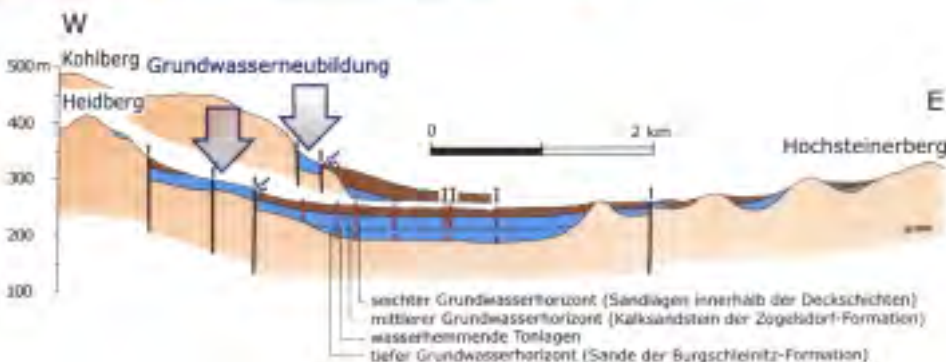 W
500 m
Kohlberg
Grundwasserneubildung
Heidberg
E
400
0
2 km
Hochsteinerberg
300
200
100
seichter Grundwasserhorizont (Sandlagen innerhalb der Deckschichten)
mittlerer Grundwasserhorizont (Kalksandstein der Zogelsdorf-Formation)
wasserhemmende Tonlagen
tiefer Grundwasserhorizont (Sande der Burgschleinitz-Formation)